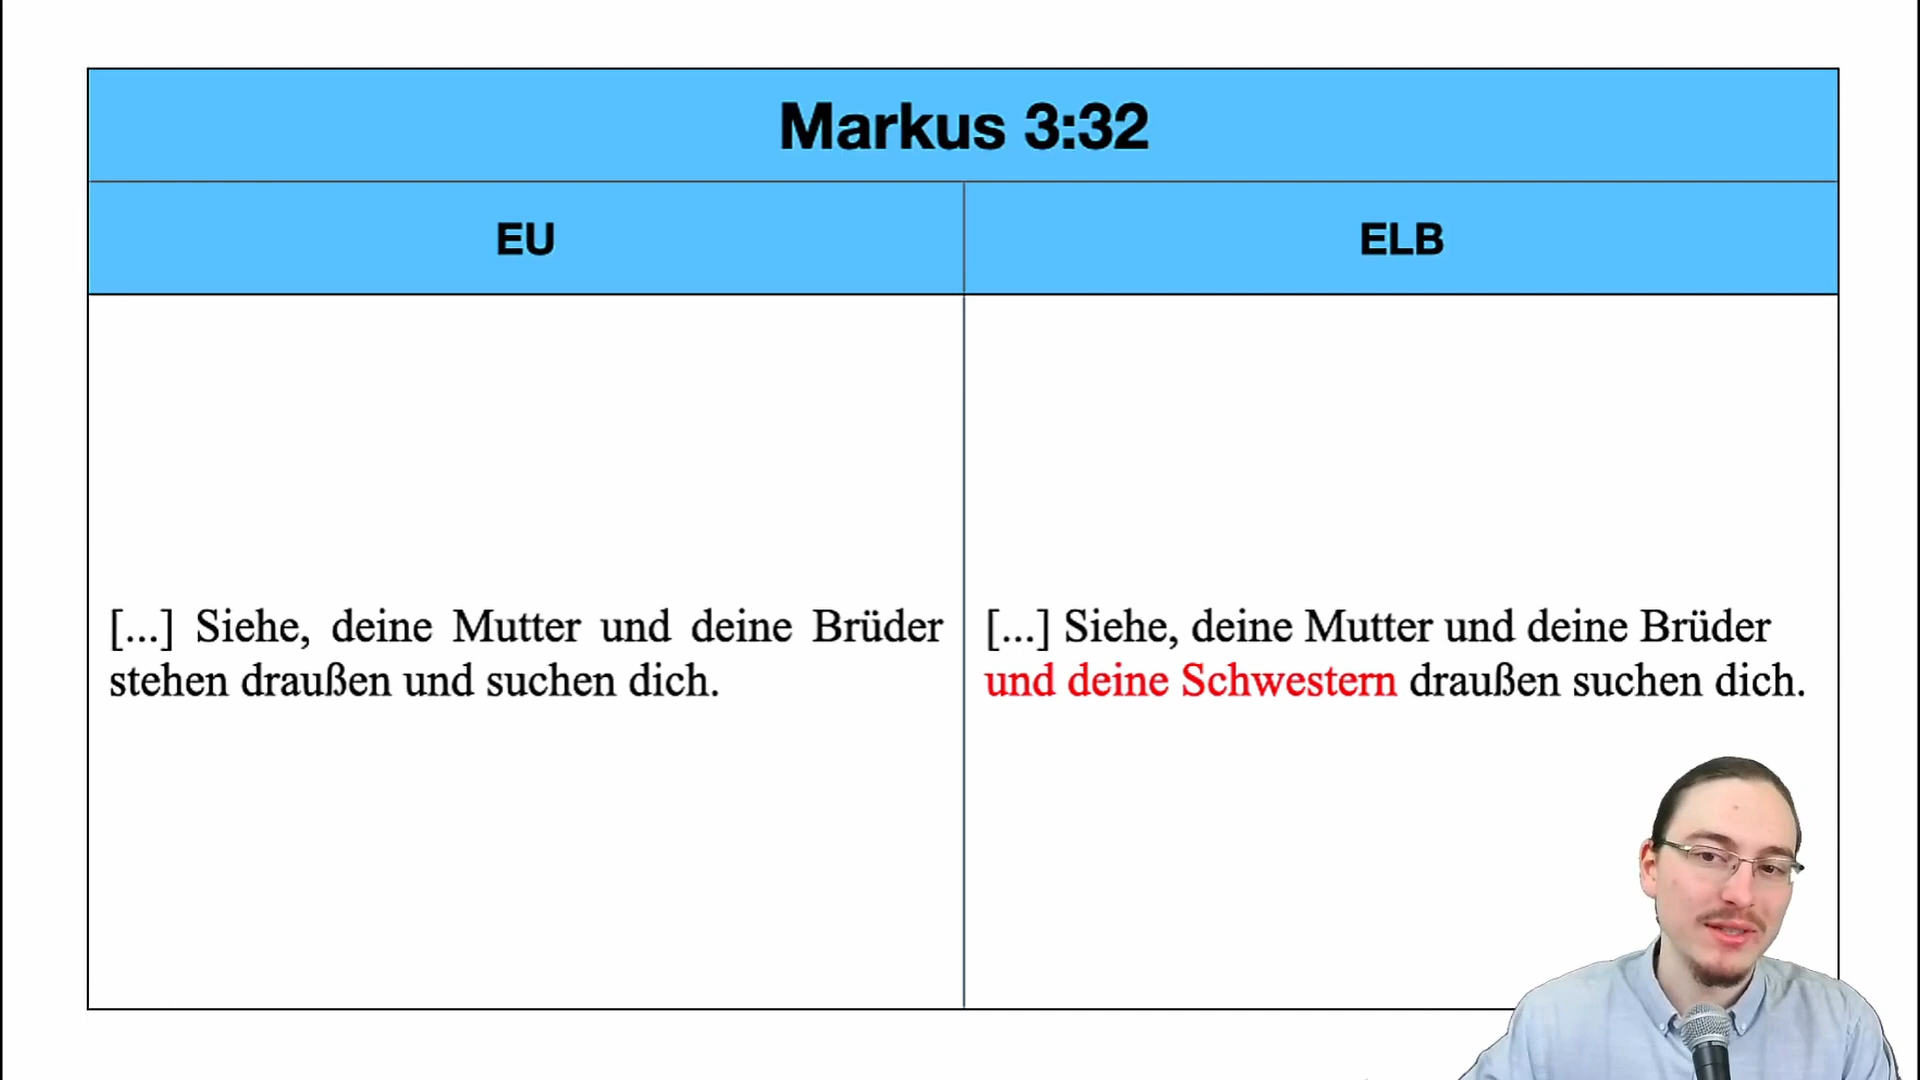 Markus 3:32
EU
ELB
[...] Siehe, deine Mutter und deine Brüder
stehen draußen und suchen dich.
[...] Siehe, deine Mutter und deine Brüder
und deine Schwestern draußen suchen dich.